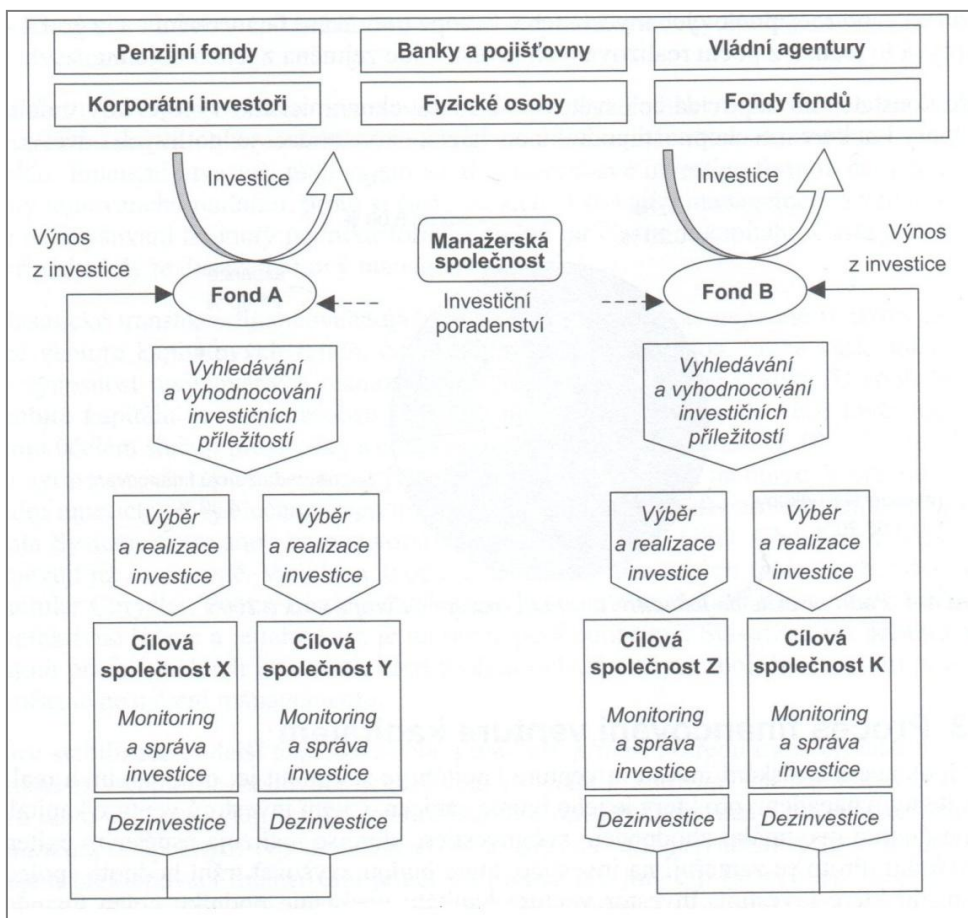 Penzijní fondy
Banky a pojišťovny
Vládní agentury
Korporátní investoři
Fyzické osoby
Fondy fondů
Investice
Investice
Výnos
z investice
Manažerská
společnost
Výnos
z investice
Fond A
Investiční
poradenství
Fond B
Vyhledávání
a vyhodnocování
investičních
příležitostí
Vyhledávání
a vyhodnocování
investičních
příležitostí
Výběr
a realizace
investice
Výběr
a realizace
investice
Výběr
a realizace
investice
Výběr
a realizace
investice
Cílová
společnost X
Monitoring
a správa
investice
Dezinvestice
Cílová
společnost Y
Monitoring
a správa
investice
Dezinvestice
Cílová
společnost Z
Monitoring
a správa
investice
Dezinvestice
Cílová
společnost K
Monitoring
a správa
investice
Dezinvestice